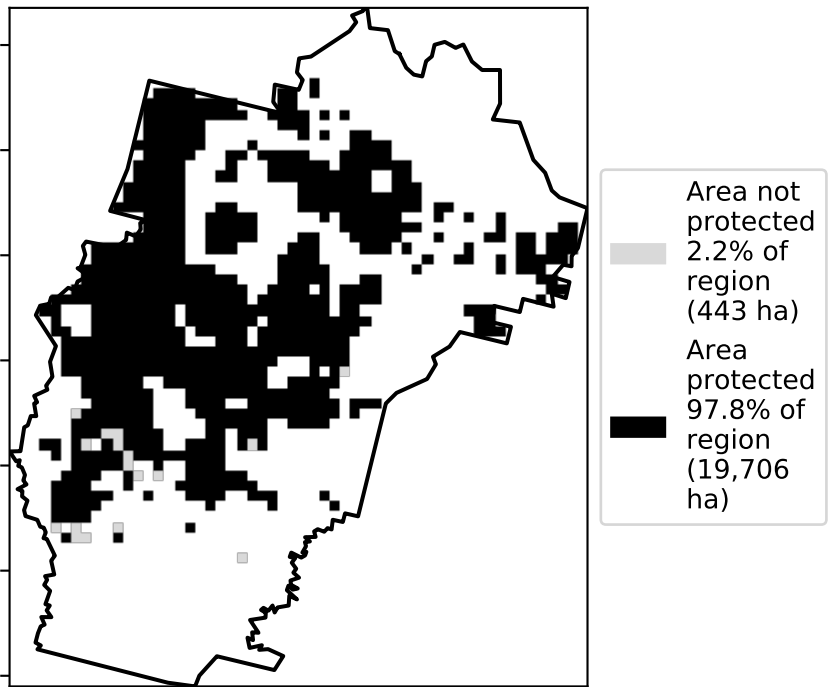 Area not
protected
2.2% of
region
(443 ha)
Area
protected
97.8% of
region
(19,706
ha)